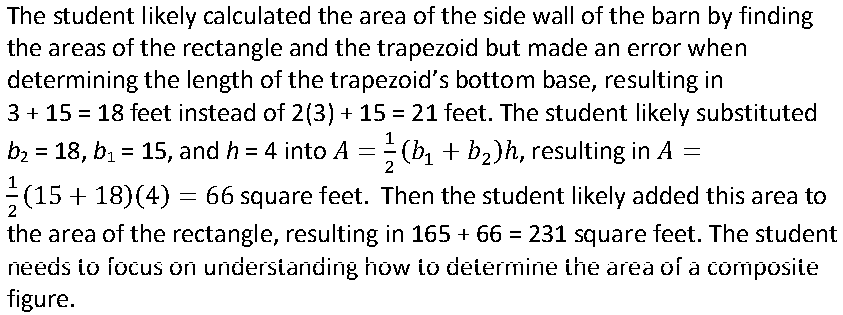 The student likely calculated the area of the side wall of the barn by finding
the areas of the rectangle and the trapezoid but made an error when
determining the length of the trapezoid's bottom base, resulting in
3 + 15 = 18 feet instead of 2(3) + 15 = 21 feet. The student likely substituted
b₂ = 18, b₁ = 15, and h = 4 into A = ½(b₁ + b₂)h, resulting in A =
½(15 + 18)(4) = 66 square feet.  Then the student likely added this area to
the area of the rectangle, resulting in 165 + 66 = 231 square feet. The student
needs to focus on understanding how to determine the area of a composite
figure.